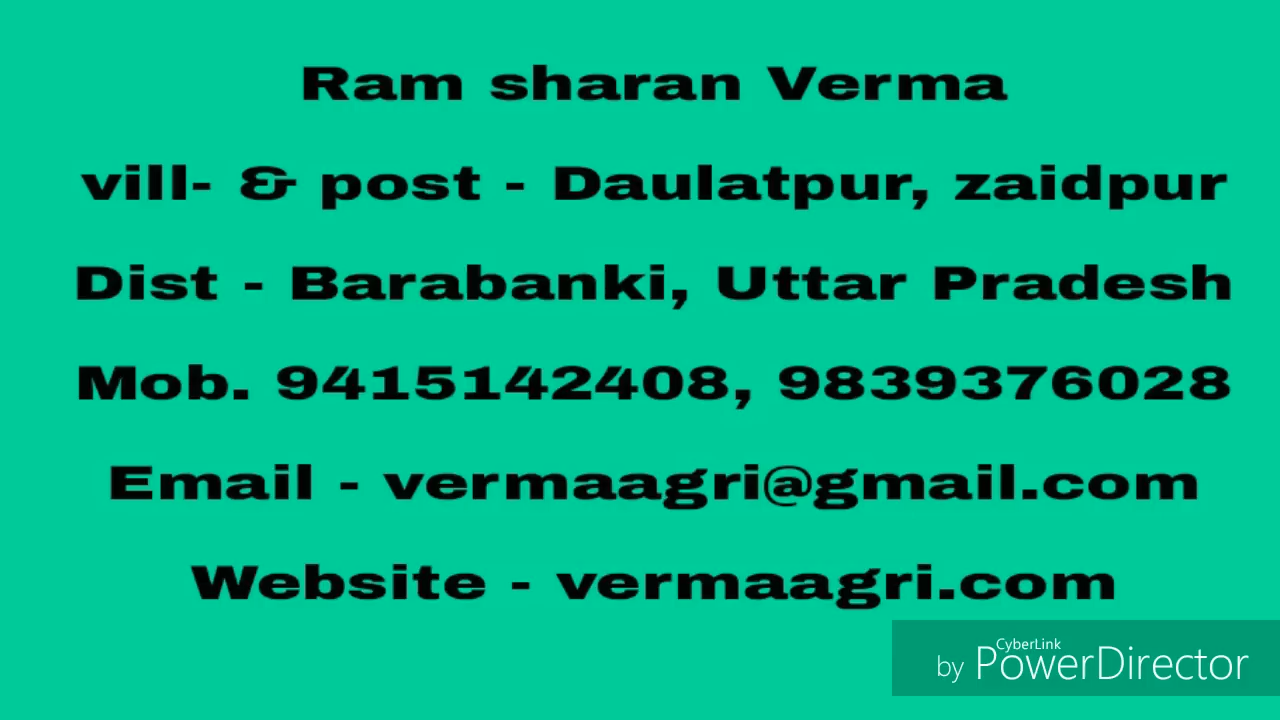 Ram sharan Verma
vill- & post - Daulatpur, zaidpur
Dist - Barabanki, Uttar Pradesh
Mob. 9415142408, 9839376028
Email - vermaagri@gmail.com
Website - vermaagri.com
CyberLink
by PowerDirector